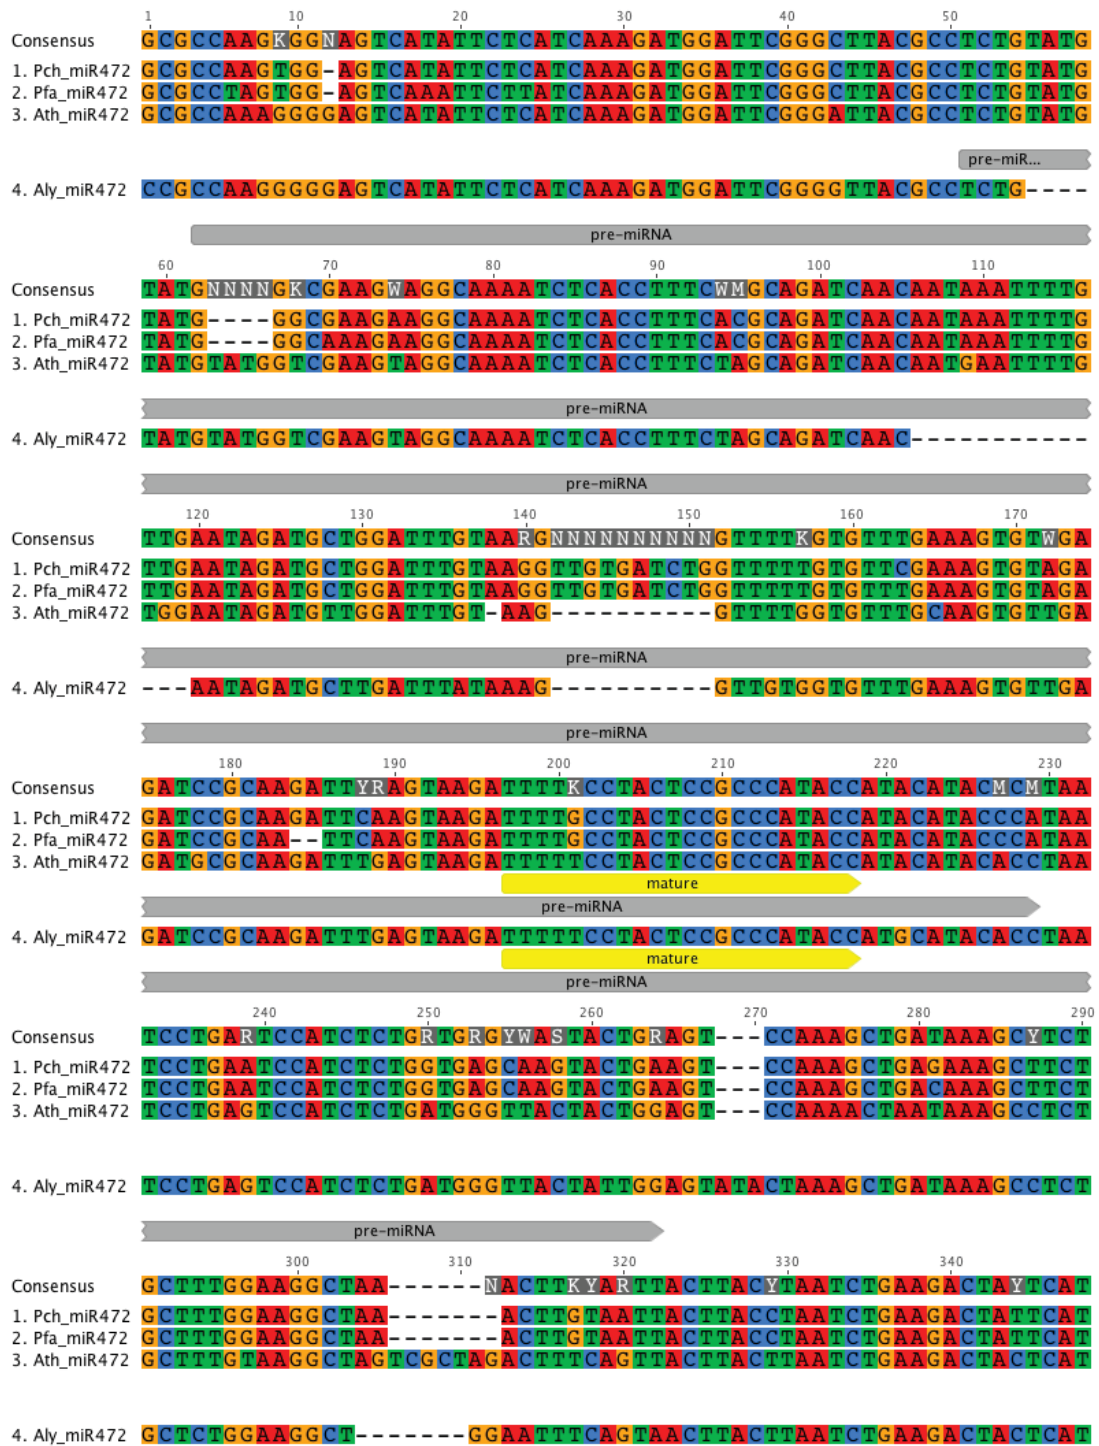 1 10 20 30 40 50
Consensus GCGCCAAGKGGNAGTCATATTCTCATCAAAGATGGATTCGGGCTTACGCCTCTGTATG
1. Pch_miR472 GCGCCAAGTGG-AGTCATATTCTCATCAAAGATGGATTCGGGCTTACGCCTCTGTATG
2. Pfa_miR472 GCGCCTAGTGG-AGTCAAATTCTTATCAAAGATGGATTCGGGCTTACGCCTCTGTATG
3. Ath_miR472 GCGCCAAAGGGGAGTCATATTCTCATCAAAGATGGATTCGGGATTACGCCTCTGTATG
pre-miR...
4. Aly_miR472 CCGCCAAGGGGGAGTCATATTCTCATCAAAGATGGATTCGGGGTTACGCCTCTG----
pre-miRNA
60 70 80 90 100 110
Consensus TATGNNNNGKCGAAGWAGGCAAAATCTCACCTTTCWMGCAGATCAACAATAAATTTTG
1. Pch_miR472 TATG----GGCGAAGAAGGCAAAATCTCACCTTTCACGCAGATCAACAATAAATTTTG
2. Pfa_miR472 TATG----GGCAAAGAAGGCAAAATCTCACCTTTCACGCAGATCAACAATAAATTTTG
3. Ath_miR472 TATGTATGGTCGAAGTAGGCAAAATCTCACCTTTCTAGCAGATCAACAATGAATTTTG
pre-miRNA
4. Aly_miR472 TATGTATGGTCGAAGTAGGCAAAATCTCACCTTTCTAGCAGATCAAC-----------
pre-miRNA
120 130 140 150 160 170
Consensus TTGAATAGATGCTGGATTTGTAARGNNNNNNNNNNGTTTTKGTGTTTGAAAGTGTWGA
1. Pch_miR472 TTGAATAGATGCTGGATTTGTAAGGTTGTGATCTGGTTTTTGTGTTCGAAAGTGTAGA
2. Pfa_miR472 TTGAATAGATGCTGGATTTGTAAGGTTGTGATCTGGTTTTTGTGTTTGAAAGTGTAGA
3. Ath_miR472 TGGAATAGATGTTGGATTTGT-AAG----------GTTTTGGTGTTTGCAAGTGTTGA
pre-miRNA
4. Aly_miR472 ---AATAGATGCTTGATTTATAAAG----------GTTGTGGTGTTTGAAAGTGTTGA
pre-miRNA
180 190 200 210 220 230
Consensus GATCCGCAAGATTYRAGTAAGATTTTKCCTACTCCGCCCATACCATACATACMCMTAA
1. Pch_miR472 GATCCGCAAGATTCAAGTAAGATTTTGCCTACTCCGCCCATACCATACATACCCATAA
2. Pfa_miR472 GATCCGCAA--TTCAAGTAAGATTTTGCCTACTCCGCCCATACCATACATACCCATAA
3. Ath_miR472 GATGCGCAAGATTTGAGTAAGATTTTTCCTACTCCGCCCATACCATACATACACCTAA
mature
pre-miRNA
4. Aly_miR472 GATCCGCAAGATTTGAGTAAGATTTTTCCTACTCCGCCCATACCATGCATACACCTAA
mature
pre-miRNA
240 250 260 270 280 290
Consensus TCCTGARTCCATCTCTGRTGRGYWASTACTGRAGT---CCAAAGCTGATAAAGCYTCT
1. Pch_miR472 TCCTGAATCCATCTCTGGTGAGCAAGTACTGAAGT---CCAAAGCTGAGAAAGCTTCT
2. Pfa_miR472 TCCTGAATCCATCTCTGGTGAGCAAGTACTGAAGT---CCAAAGCTGACAAAGCTTCT
3. Ath_miR472 TCCTGAGTCCATCTCTGATGGGTTACTACTGGAGT---CCAAAACTAATAAAGCCTCT
4. Aly_miR472 TCCTGAGTCCATCTCTGATGGGTTACTATTGGAGTATACTAAAGCTGATAAAGCCTCT
pre-miRNA
300 310 320 330 340
Consensus GCTTTGGAAGGCTAA------NACTTKYARTTACTTACYTAATCTGAAGACTAYTCAT
1. Pch_miR472 GCTTTGGAAGGCTAA-------ACTTGTAATTACTTACCTAATCTGAAGACTATTCAT
2. Pfa_miR472 GCTTTGGAAGGCTAA-------ACTTGTAATTACTTACCTAATCTGAAGACTATTCAT
3. Ath_miR472 GCTTTGTAAGGCTAGTCGCTAGACTTTCAGTTACTTACTTAATCTGAAGACTACTCAT
4. Aly_miR472 GCTCTGGAAGGCT-------GGAATTTCAGTAACTTACTTAATCTGAAGACTACTCAT